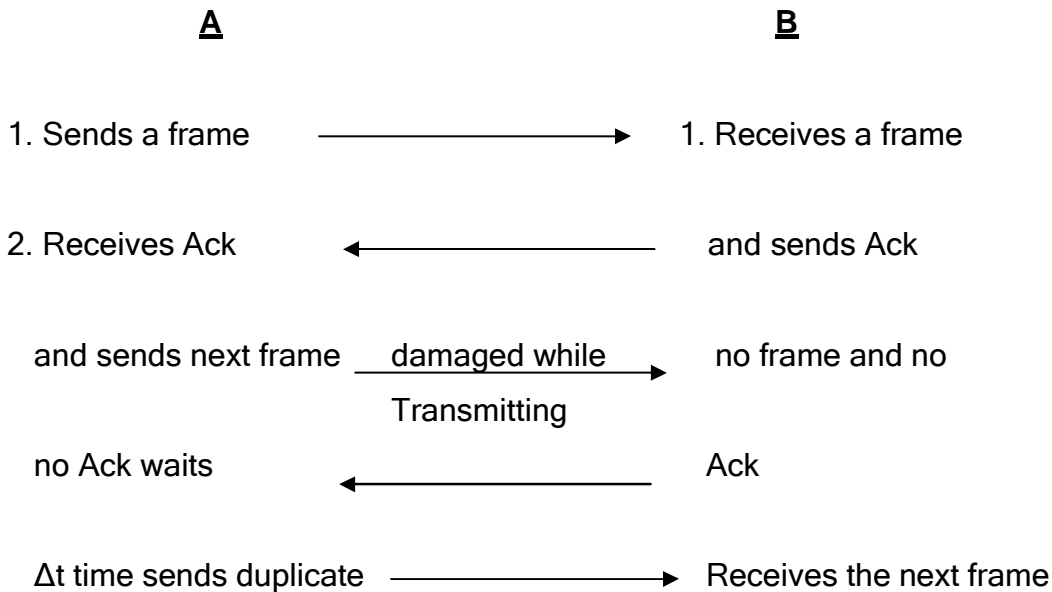 A B
1. Sends a frame 1. Receives a frame
2. Receives Ack and sends Ack
and sends next frame damaged while no frame and no
Transmitting
no Ack waits Ack
Δt time sends duplicate Receives the next frame